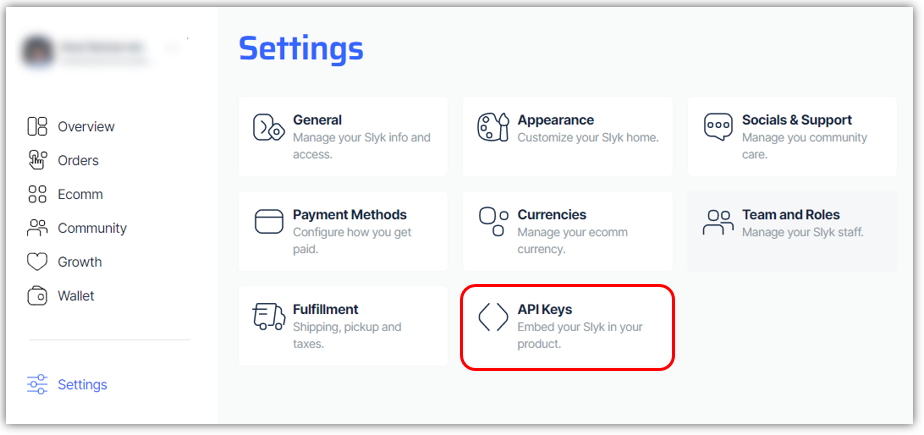 Settings
Overview
Orders
Ecomm
Community
Growth
Wallet
Settings
General
Manage your Slyk info and
access.
Appearance
Customize your Slyk home.
Socials & Support
Manage you community
care.
Payment Methods
Configure how you get
paid.
Currencies
Manage your ecomm
currency.
Team and Roles
Manage your Slyk staff.
Fulfillment
Shipping, pickup and
taxes.
API Keys
Embed your Slyk in your
product.